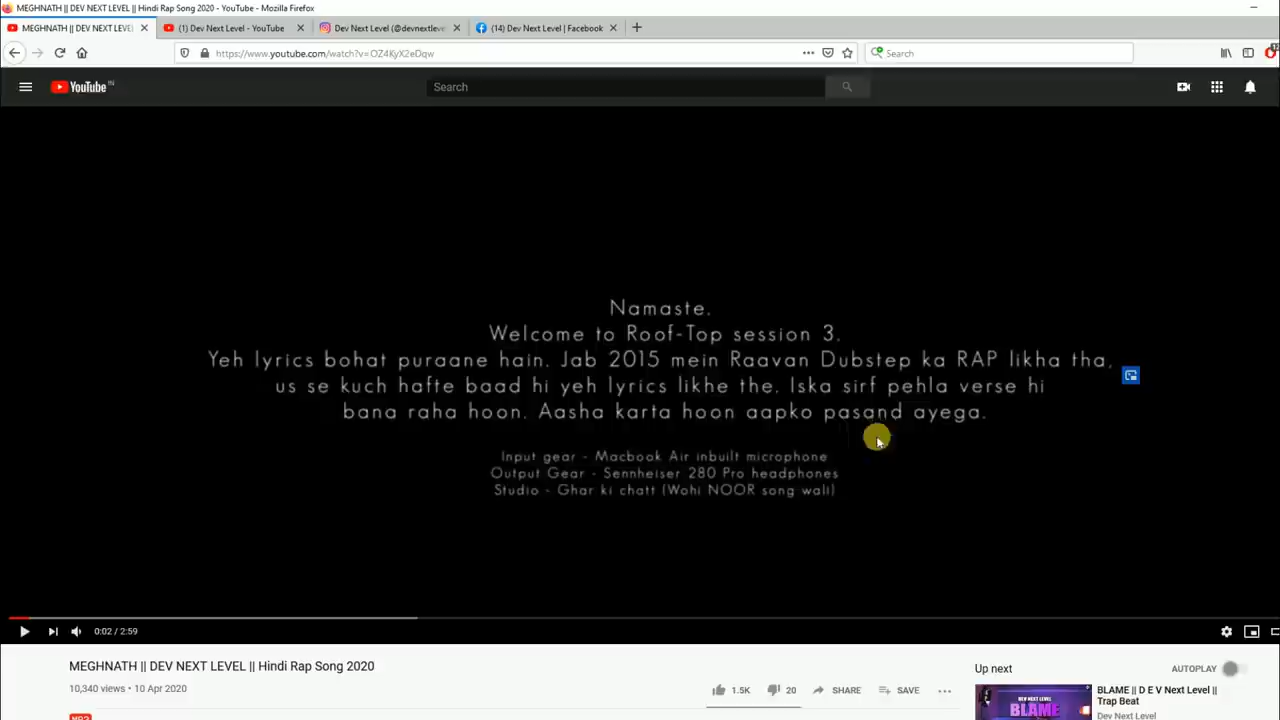 MEGHNATH || DEV NEXT LEVEL || Hindi Rap Song 2020 - YouTube - Mozilla Firefox
MEGHNATH || DEV NEXT LEVEL
(1) Dev Next Level - YouTube
Dev Next Level (@devnextleve
(14) Dev Next Level | Facebook
https://www.youtube.com/watch?v=OZ4KyX2eDqw
Search
YouTube IN
Search
Namaste.
Welcome to Roof-Top session 3.
Yeh lyrics bohat puraane hain. Jab 2015 mein Raavan Dubstep ka RAP likha tha,
us se kuch hafte baad hi yeh lyrics likhe the. Iska sirf pehla verse hi
bana raha hoon. Aasha karta hoon aapko pasand ayega.
Input gear - Macbook Air inbuilt microphone
Output Gear - Sennheiser 280 Pro headphones
Studio - Ghar ki chatt (Wohi NOOR song wali)
0:02 / 2:59
MEGHNATH || DEV NEXT LEVEL || Hindi Rap Song 2020
10,340 views • 10 Apr 2020
1.5K
20
SHARE
SAVE
Up next
AUTOPLAY
DEV NEXT LEVEL
BLAME
BLAME || D E V Next Level ||
Trap Beat
Dev Next Level